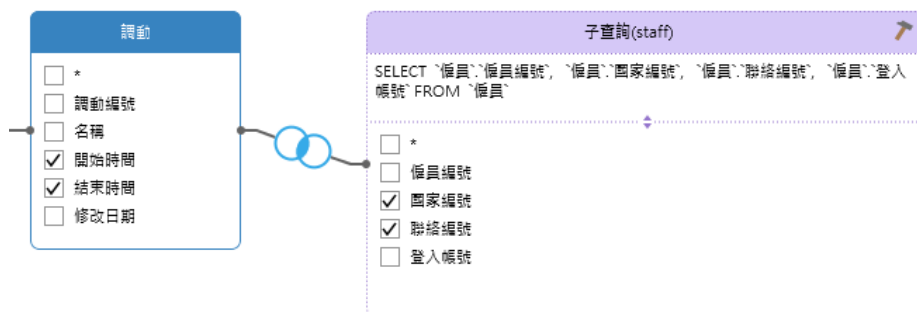 調動
*
調動編號
名稱
開始時間
結束時間
修改日期
子查詢(staff)
SELECT `僱員`.`僱員編號`, `僱員`.`國家編號`, `僱員`.`聯絡編號`, `僱員`.`登入
帳號` FROM `僱員`
*
僱員編號
國家編號
聯絡編號
登入帳號